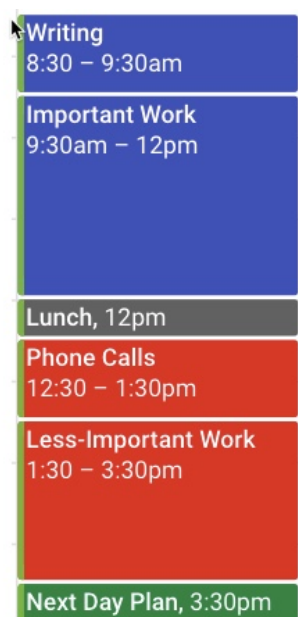 Writing
8:30 – 9:30am
Important Work
9:30am – 12pm
Lunch, 12pm
Phone Calls
12:30 – 1:30pm
Less-Important Work
1:30 – 3:30pm
Next Day Plan, 3:30pm